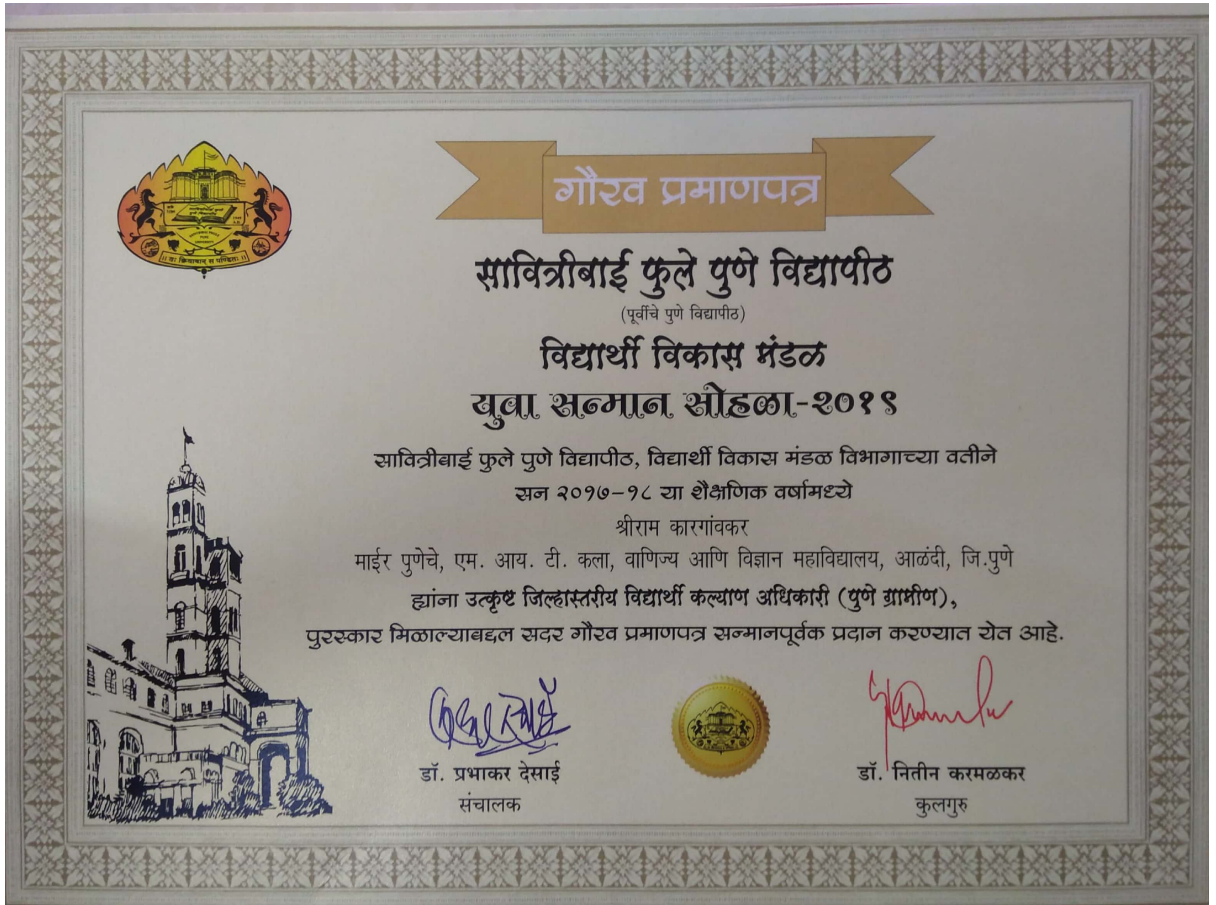 गौरव प्रमाणपत्र
सावित्रीबाई फुले पुणे विद्यापीठ
(पूर्वीचे पुणे विद्यापीठ)
विद्यार्थी विकास मंडळ
युवा सन्मान सोहळा-२०१९
सावित्रीबाई फुले पुणे विद्यापीठ, विद्यार्थी विकास मंडळ विभागाच्या वतीने
सन २०१७-१८ या शैक्षणिक वर्षामध्ये
श्रीराम कारगांवकर
माईर पुणेचे, एम. आय. टी. कला, वाणिज्य आणि विज्ञान महाविद्यालय, आळंदी, जि.पुणे
ह्यांना उत्कृष्ट जिल्हास्तरीय विद्यार्थी कल्याण अधिकारी (पुणे ग्रामीण),
पुरस्कार मिळाल्याबद्दल सदर गौरव प्रमाणपत्र सन्मानपूर्वक प्रदान करण्यात येत आहे.
डॉ. प्रभाकर देसाई
संचालक
डॉ. नितीन करमळकर
कुलगुरु
।। यः क्रियावान् स पण्डितः ।।